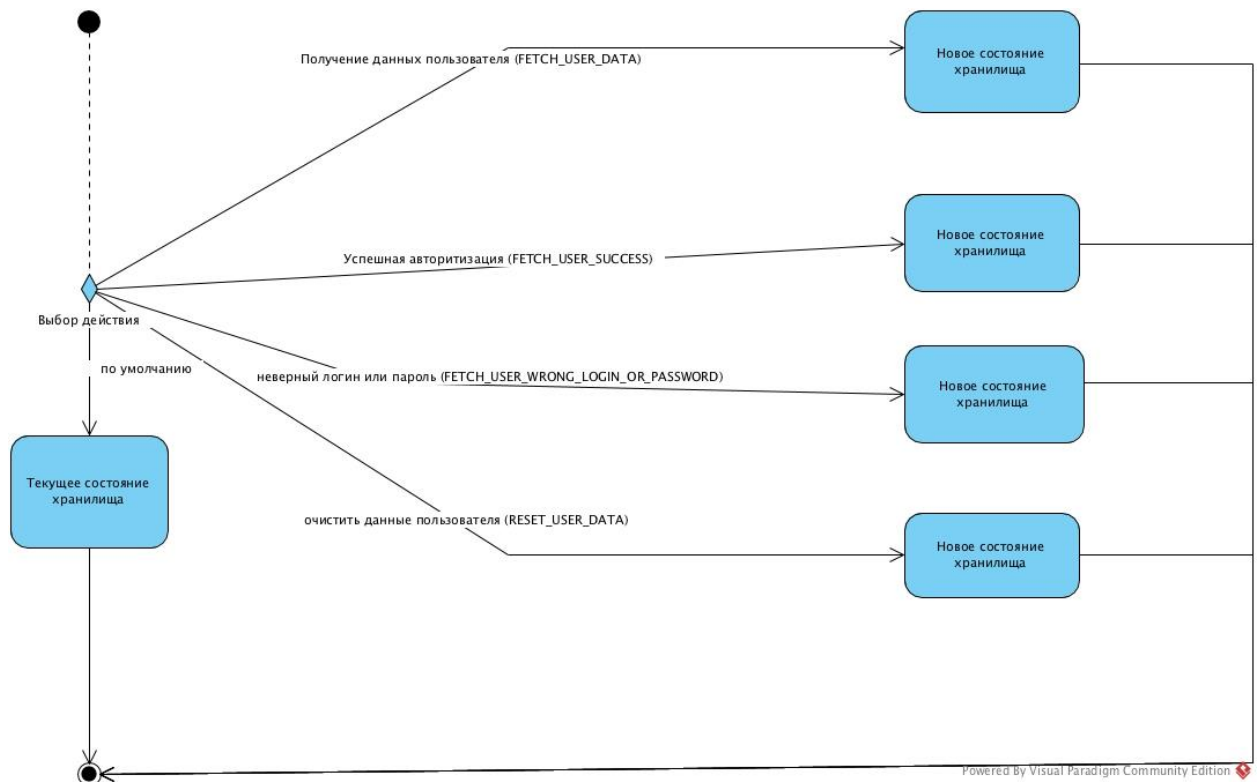 Получение данных пользователя (FETCH_USER_DATA)
Новое состояние
хранилища
Успешная авторитизация (FETCH_USER_SUCCESS)
Новое состояние
хранилища
Выбор действия
по умолчанию
неверный логин или пароль (FETCH_USER_WRONG_LOGIN_OR_PASSWORD)
Новое состояние
хранилища
Текущее состояние
хранилища
очистить данные пользователя (RESET_USER_DATA)
Новое состояние
хранилища
Powered By Visual Paradigm Community Edition